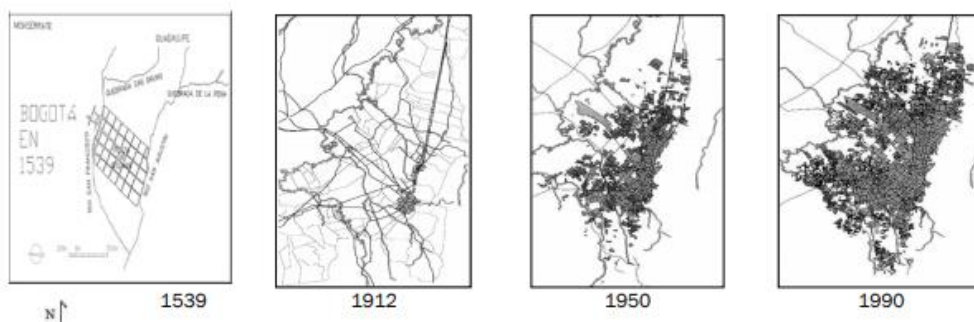 MONSERRATE
GUADALUPE
QUEBRADA SAN BRUNO
QUEBRADA DE LA PEÑA
BOGOTA
EN
1539
RIO SAN FRANCISCO
RIO SAN AGUSTIN
1539
1912
1950
1990
N